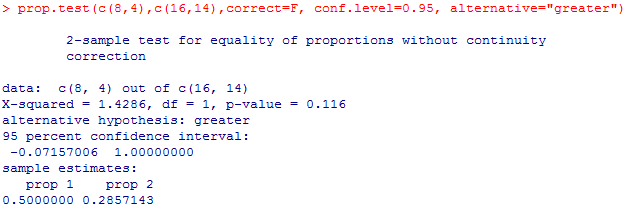 > prop.test(c(8,4),c(16,14),correct=F, conf.level=0.95, alternative="greater")
2-sample test for equality of proportions without continuity
correction
data:  c(8, 4) out of c(16, 14)
X-squared = 1.4286, df = 1, p-value = 0.116
alternative hypothesis: greater
95 percent confidence interval:
-0.07157006  1.00000000
sample estimates:
prop 1    prop 2
0.5000000 0.2857143